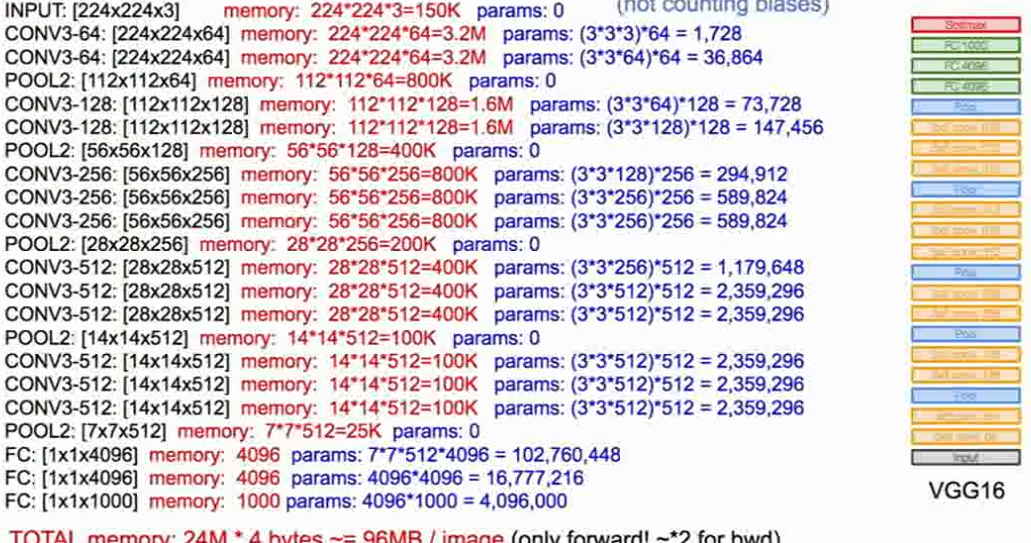 (not counting biases)
INPUT: [224x224x3] memory: 224*224*3=150K params: 0
CONV3-64: [224x224x64] memory: 224*224*64=3.2M params: (3*3*3)*64 = 1,728
CONV3-64: [224x224x64] memory: 224*224*64=3.2M params: (3*3*64)*64 = 36,864
POOL2: [112x112x64] memory: 112*112*64=800K params: 0
CONV3-128: [112x112x128] memory: 112*112*128=1.6M params: (3*3*64)*128 = 73,728
CONV3-128: [112x112x128] memory: 112*112*128=1.6M params: (3*3*128)*128 = 147,456
POOL2: [56x56x128] memory: 56*56*128=400K params: 0
CONV3-256: [56x56x256] memory: 56*56*256=800K params: (3*3*128)*256 = 294,912
CONV3-256: [56x56x256] memory: 56*56*256=800K params: (3*3*256)*256 = 589,824
CONV3-256: [56x56x256] memory: 56*56*256=800K params: (3*3*256)*256 = 589,824
POOL2: [28x28x256] memory: 28*28*256=200K params: 0
CONV3-512: [28x28x512] memory: 28*28*512=400K params: (3*3*256)*512 = 1,179,648
CONV3-512: [28x28x512] memory: 28*28*512=400K params: (3*3*512)*512 = 2,359,296
CONV3-512: [28x28x512] memory: 28*28*512=400K params: (3*3*512)*512 = 2,359,296
POOL2: [14x14x512] memory: 14*14*512=100K params: 0
CONV3-512: [14x14x512] memory: 14*14*512=100K params: (3*3*512)*512 = 2,359,296
CONV3-512: [14x14x512] memory: 14*14*512=100K params: (3*3*512)*512 = 2,359,296
CONV3-512: [14x14x512] memory: 14*14*512=100K params: (3*3*512)*512 = 2,359,296
POOL2: [7x7x512] memory: 7*7*512=25K params: 0
FC: [1x1x4096] memory: 4096 params: 7*7*512*4096 = 102,760,448
FC: [1x1x4096] memory: 4096 params: 4096*4096 = 16,777,216
FC: [1x1x1000] memory: 1000 params: 4096*1000 = 4,096,000
TOTAL memory: 24M * 4 bytes ~= 96MB / image (only forward! ~*2 for bwd)
Softmax
FC 1000
FC 4096
FC 4096
Pool
Pool
Pool
Pool
Pool
Input
VGG16